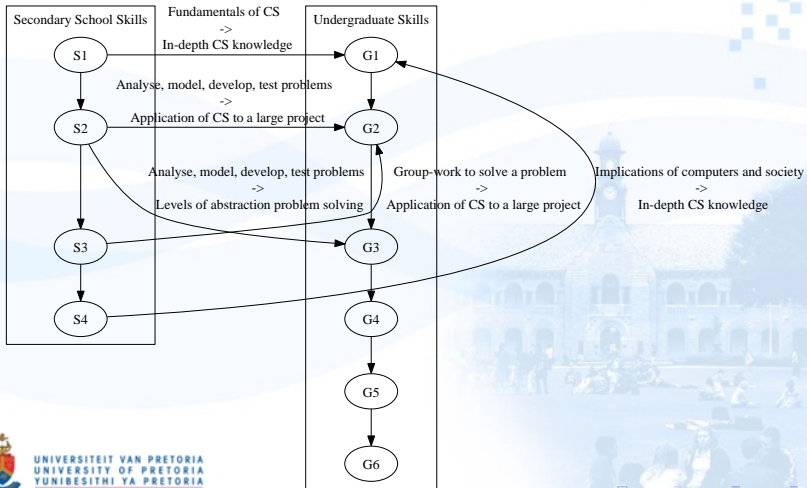 Secondary School Skills
Fundamentals of CS
->
In-depth CS knowledge
Undergraduate Skills
S1
G1
Analyse, model, develop, test problems
->
Application of CS to a large project
S2
G2
Analyse, model, develop, test problems
->
Levels of abstraction problem solving
Group-work to solve a problem
->
Application of CS to a large project
Implications of computers and society
->
In-depth CS knowledge
S3
G3
S4
G4
G5
G6
UNIVERSITEIT VAN PRETORIA
UNIVERSITY OF PRETORIA
YUNIBESITHI YA PRETORIA